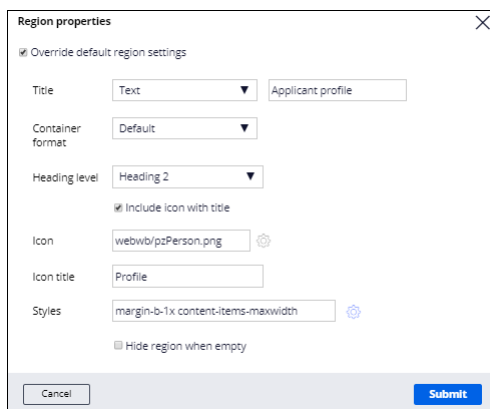 Region properties
Override default region settings
Title Text Applicant profile
Container format Default
Heading level Heading 2
Include icon with title
Icon webwb/pzPerson.png
Icon title Profile
Styles margin-b-1x content-items-maxwidth
Hide region when empty
Cancel Submit